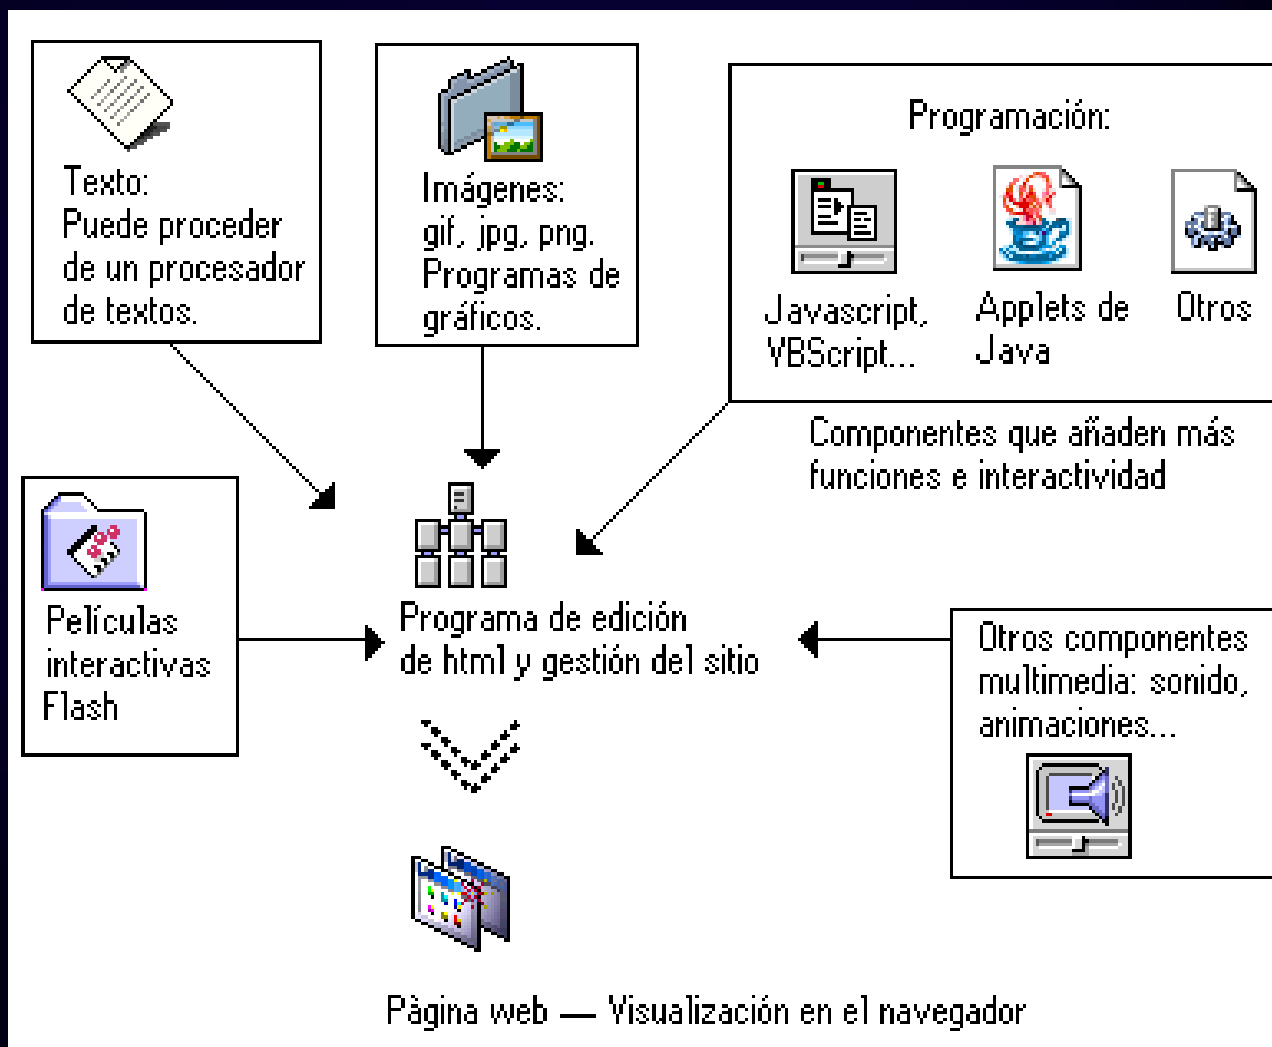 Texto:
Puede proceder
de un procesador
de textos.
Imágenes:
gif, jpg, png.
Programas de
gráficos.
Programación:
Javascript,
VBScript...
Applets de
Java
Otros
Componentes que añaden más
funciones e interactividad
Películas
interactivas
Flash
Programa de edición
de html y gestión del sitio
Otros componentes
multimedia: sonido,
animaciones...
Pàgina web — Visualización en el navegador